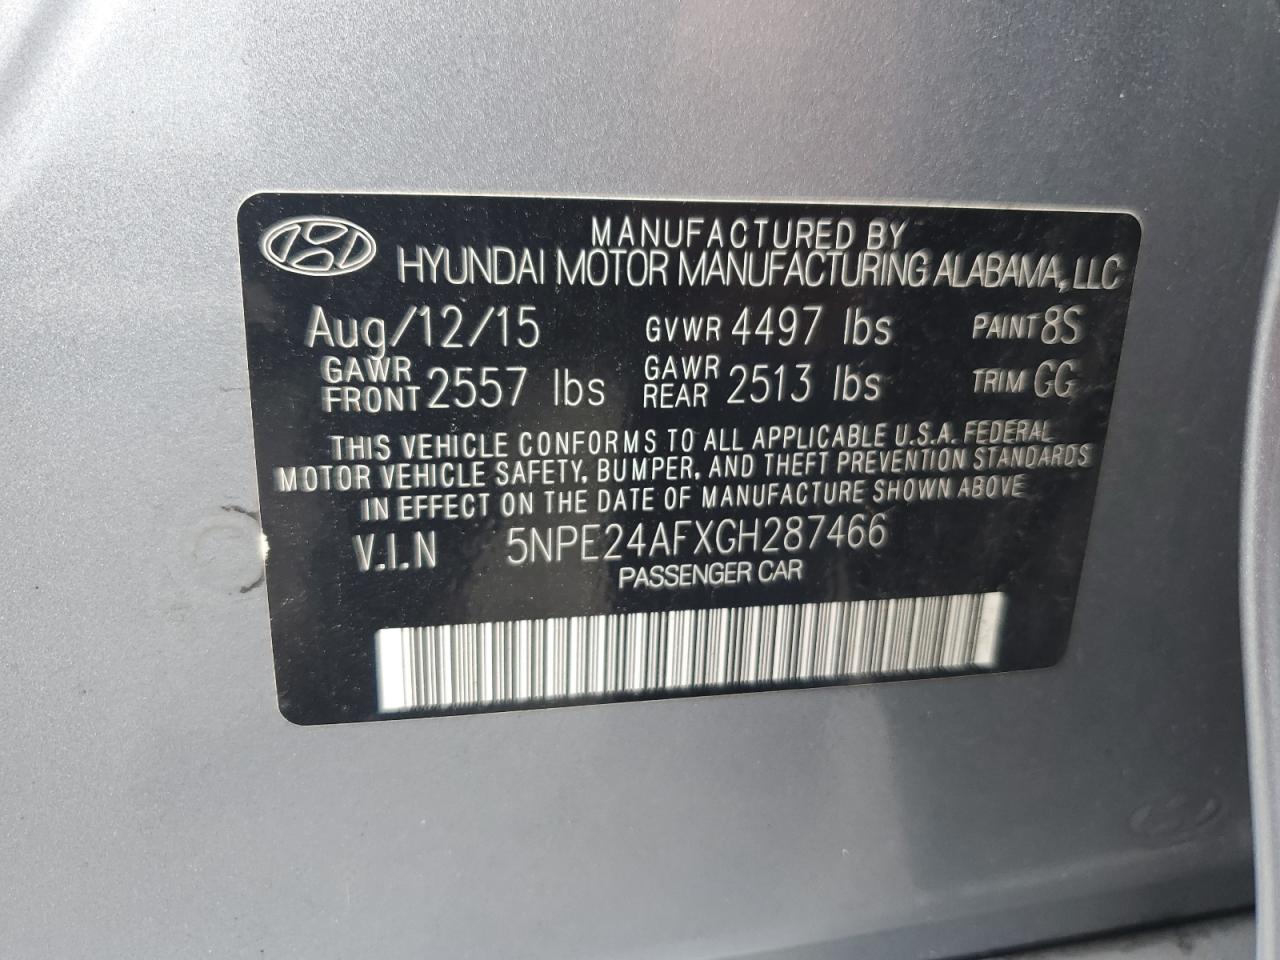 MANUFACTURED BY
HYUNDAI MOTOR MANUFACTURING ALABAMA, LLC
Aug/12/15 GVWR 4497 lbs PAINT 8S
GAWR FRONT 2557 lbs GAWR REAR 2513 lbs TRIM GG
THIS VEHICLE CONFORMS TO ALL APPLICABLE U.S.A. FEDERAL
MOTOR VEHICLE SAFETY, BUMPER, AND THEFT PREVENTION STANDARDS
IN EFFECT ON THE DATE OF MANUFACTURE SHOWN ABOVE
V.I.N 5NPE24AFXGH287466
PASSENGER CAR